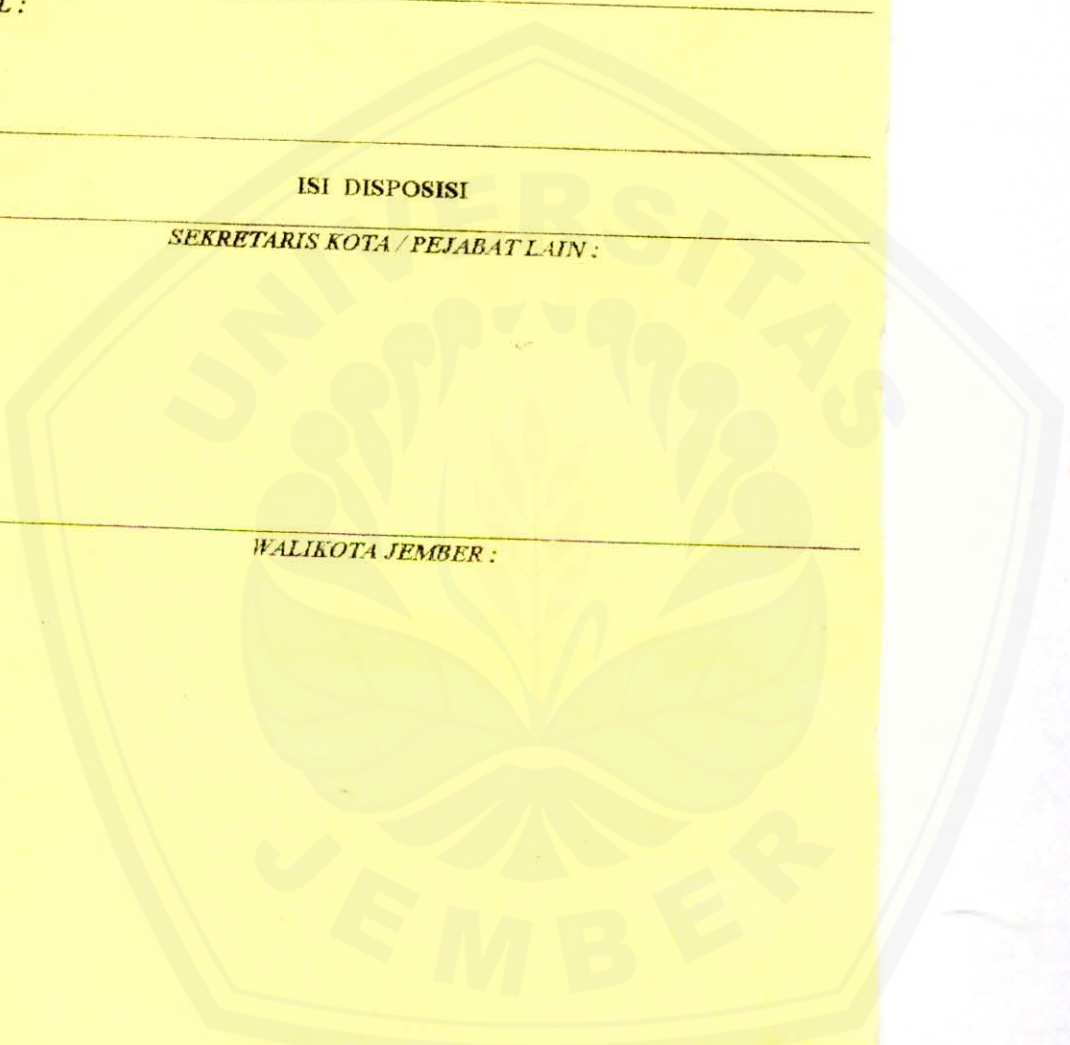 L :
ISI DISPOSISI
SEKRETARIS KOTA / PEJABAT LAIN :
WALIKOTA JEMBER :
UNIVERSITAS
JEMBER